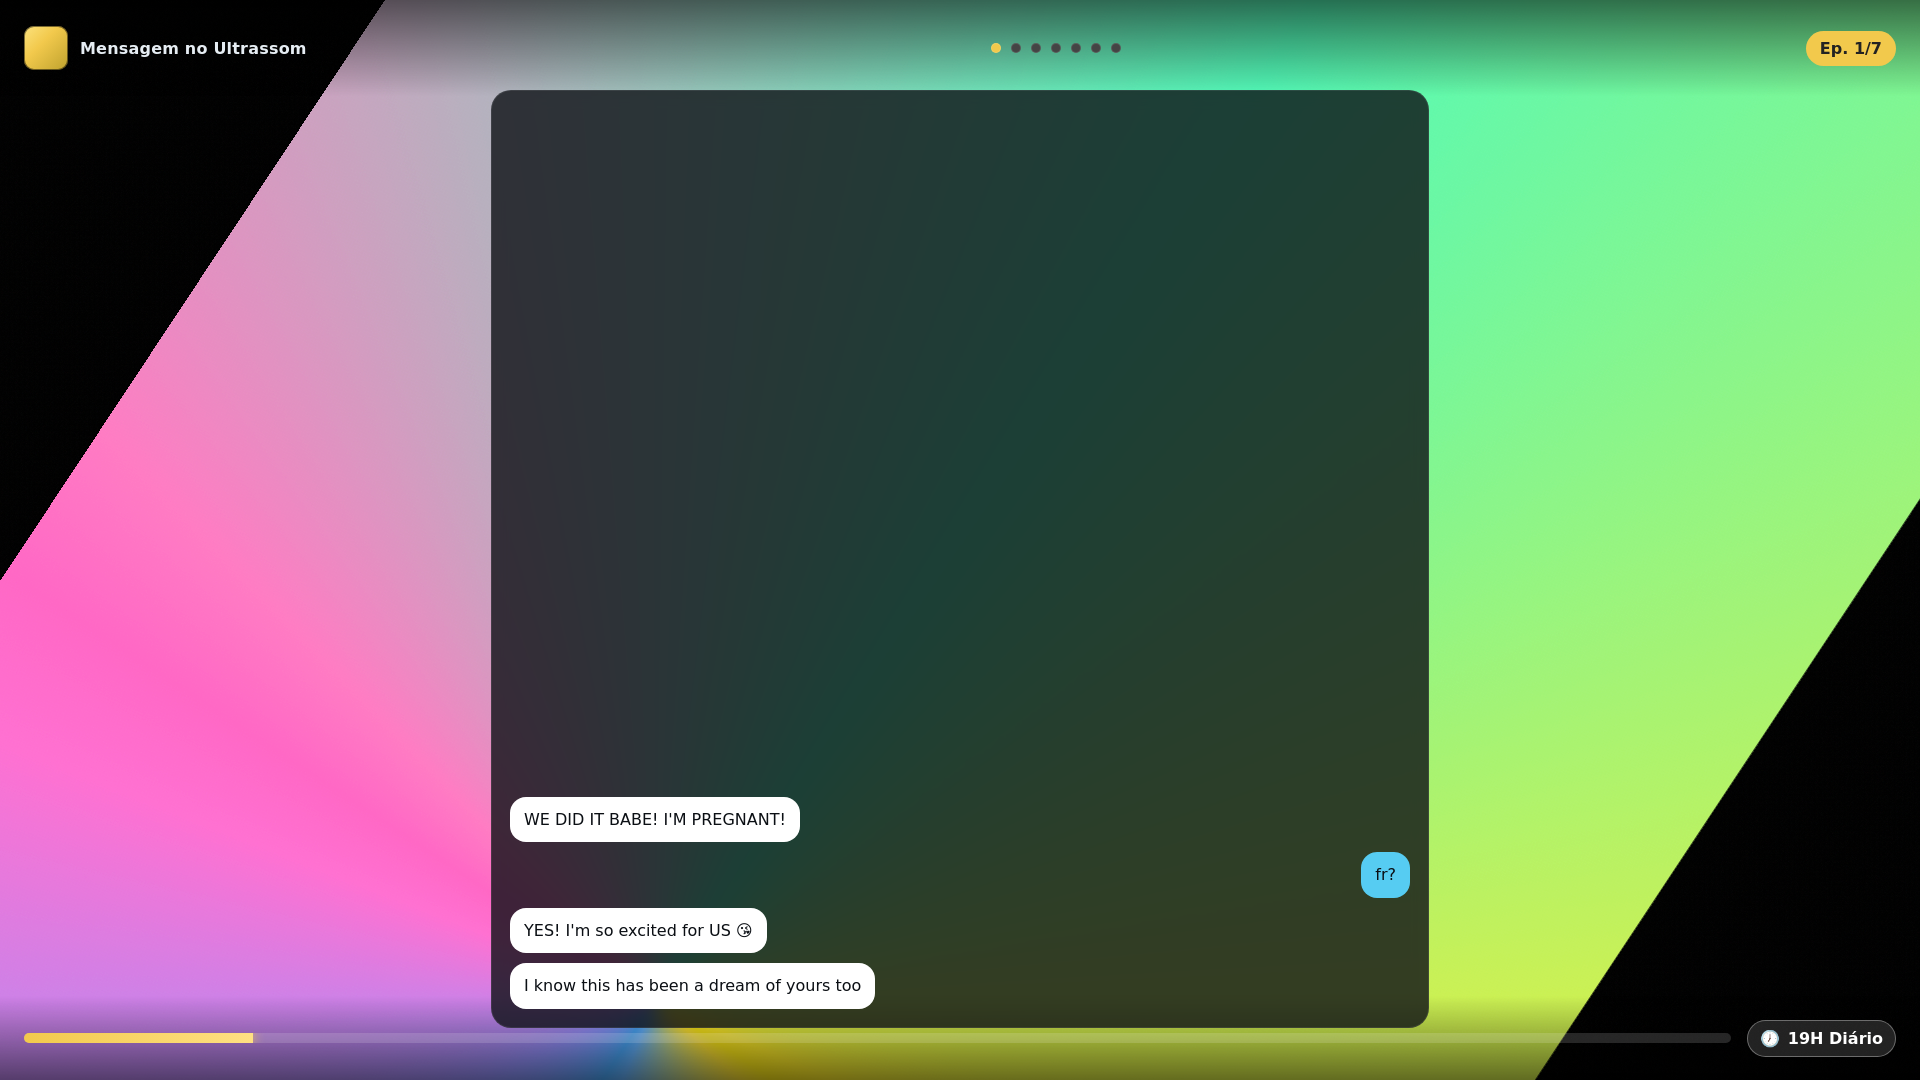 Mensagem no Ultrassom
Ep. 1/7
WE DID IT BABE! I'M PREGNANT!
fr?
YES! I'm so excited for US 😘
I know this has been a dream of yours too
🕖 19H Diário